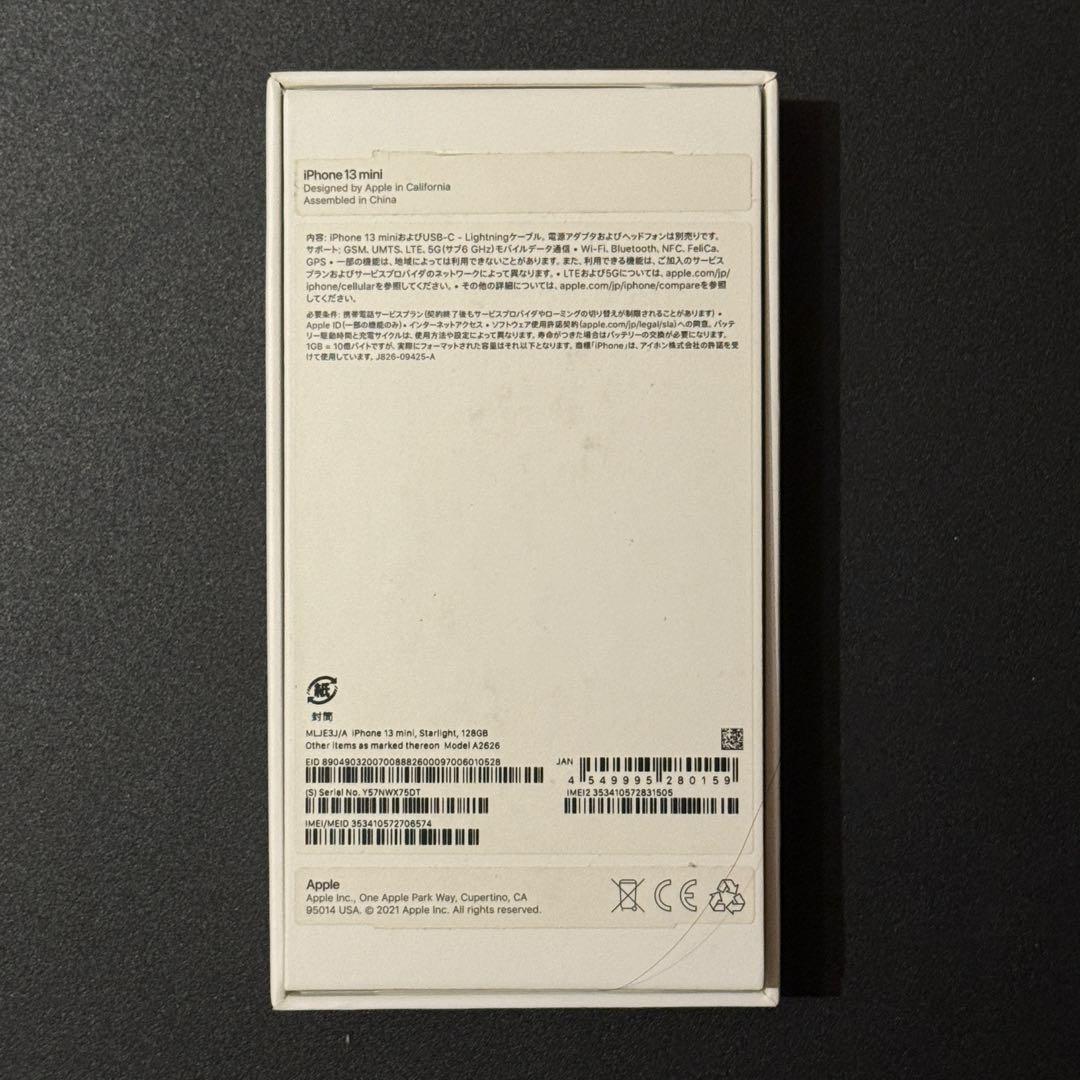 iPhone 13 mini
Designed by Apple in California
Assembled in China
内容: iPhone 13 miniおよびUSB-C - Lightningケーブル。電源アダプタおよびヘッドフォンは別売りです。
サポート: GSM、UMTS、LTE、5G(サブ6 GHz)モバイルデータ通信 • Wi-Fi、Bluetooth、NFC、FeliCa、
GPS • 一部の機能は、地域によっては利用できないことがあります。また、利用できる機能は、ご加入のサービス
プランおよびサービスプロバイダのネットワークによって異なります。• LTEおよび5Gについては、apple.com/jp/
iphone/cellularを参照してください。• その他の詳細については、apple.com/jp/iphone/compareを参照
してください。
必要条件: 携帯電話サービスプラン(契約終了後もサービスプロバイダやローミングの切り替えが制限されることがあります) •
Apple ID(一部の機能のみ) • インターネットアクセス • ソフトウェア使用許諾契約(apple.com/jp/legal/sla)への同意。バッテ
リー駆動時間と充電サイクルは、使用方法や設定によって異なります。寿命がつきた場合はバッテリーの交換が必要になります。
1GB = 10億バイトですが、実際にフォーマットされた容量はそれ以下となります。商標「iPhone」は、アイホン株式会社の許諾を受
けて使用しています。J826-09425-A
紙
封筒
MLJE3J/A iPhone 13 mini, Starlight, 128GB
Other items as marked thereon Model A2626
EID 89049032007008882600097006010528
JAN
4 549995 280159
(S) Serial No. Y57NWX75DT
IMEI2 353410572831505
IMEI/MEID 353410572706574
Apple
Apple Inc., One Apple Park Way, Cupertino, CA
95014 USA. © 2021 Apple Inc. All rights reserved.
CE